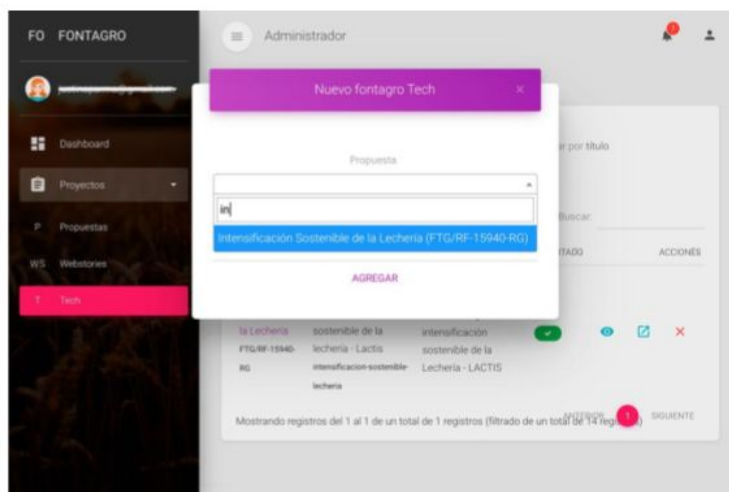 FO FONTAGRO
Administrador
Nuevo fontagro Tech ×
Dashboard
Propuesta
por título
Proyectos
in
Buscar:
P Propuestas
Intensificación Sostenible de la Lechería (FTG/RF-15940-RG)
WS Webstories
TADO ACCIONES
AGREGAR
T Tech
la Lechería
FTG/RF-15940-
RG
sostenible de la
lechería - Lactis
intensificacion-sostenible-
lecheria
intensificación
sostenible de la
Lechería - LACTIS
ANTERIOR 1 SIGUIENTE
Mostrando registros del 1 al 1 de un total de 1 registros (filtrado de un total de 14 registros)